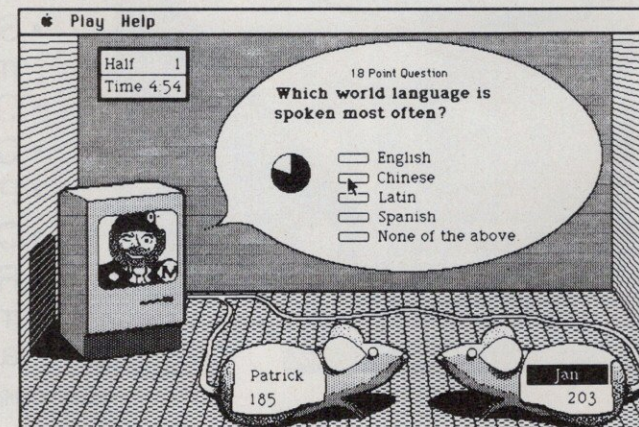 Play Help
Half 1
Time 4:54
18 Point Question
Which world language is
spoken most often?
English
Chinese
Latin
Spanish
None of the above
M
Patrick
185
Jan
203